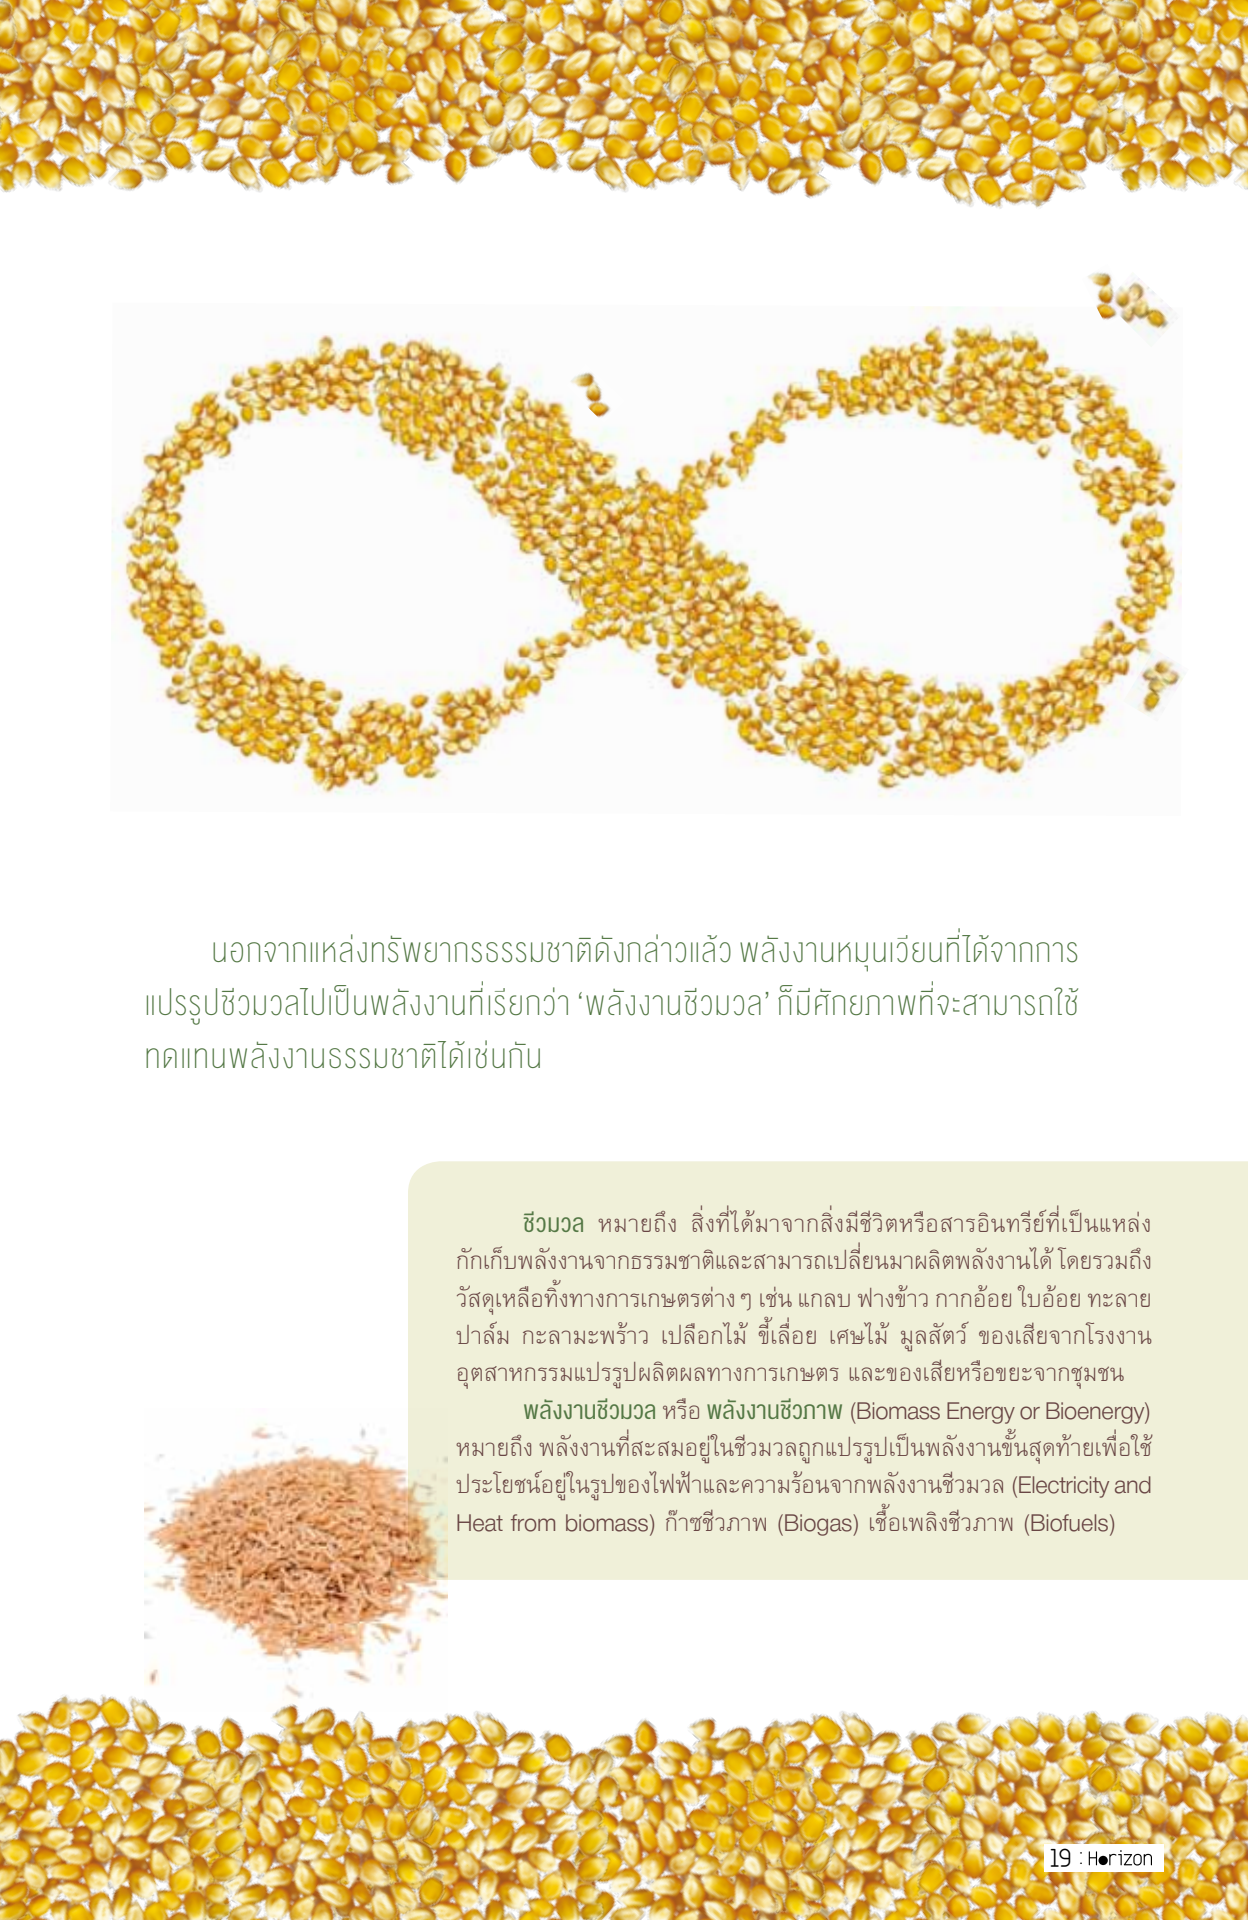 นอกจากแหล่งทรัพยากรธรรมชาติดังกล่าวแล้ว พลังงานหมุนเวียนที่ได้จากการ
แปรรูปชีวมวลไปเป็นพลังงานที่เรียกว่า ‘พลังงานชีวมวล’ ก็มีศักยภาพที่จะสามารถใช้
ทดแทนพลังงานธรรมชาติได้เช่นกัน
ชีวมวล หมายถึง สิ่งที่ได้มาจากสิ่งมีชีวิตหรือสารอินทรีย์ที่เป็นแหล่ง
กักเก็บพลังงานจากธรรมชาติและสามารถเปลี่ยนมาผลิตพลังงานได้ โดยรวมถึง
วัสดุเหลือทิ้งทางการเกษตรต่าง ๆ เช่น แกลบ ฟางข้าว กากอ้อย ใบอ้อย ทะลาย
ปาล์ม กะลามะพร้าว เปลือกไม้ ขี้เลื่อย เศษไม้ มูลสัตว์ ของเสียจากโรงงาน
อุตสาหกรรมแปรรูปผลิตผลทางการเกษตร และของเสียหรือขยะจากชุมชน
พลังงานชีวมวล หรือ พลังงานชีวภาพ (Biomass Energy or Bioenergy)
หมายถึง พลังงานที่สะสมอยู่ในชีวมวลถูกแปรรูปเป็นพลังงานขั้นสุดท้ายเพื่อใช้
ประโยชน์อยู่ในรูปของไฟฟ้าและความร้อนจากพลังงานชีวมวล (Electricity and
Heat from biomass) ก๊าซชีวภาพ (Biogas) เชื้อเพลิงชีวภาพ (Biofuels)
19 : Horizon